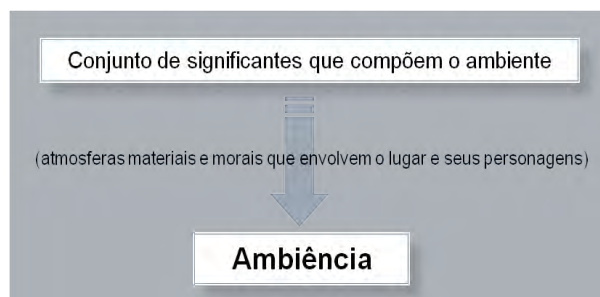 Conjunto de significantes que compõem o ambiente
(atmosferas materiais e morais que envolvem o lugar e seus personagens)
Ambiência